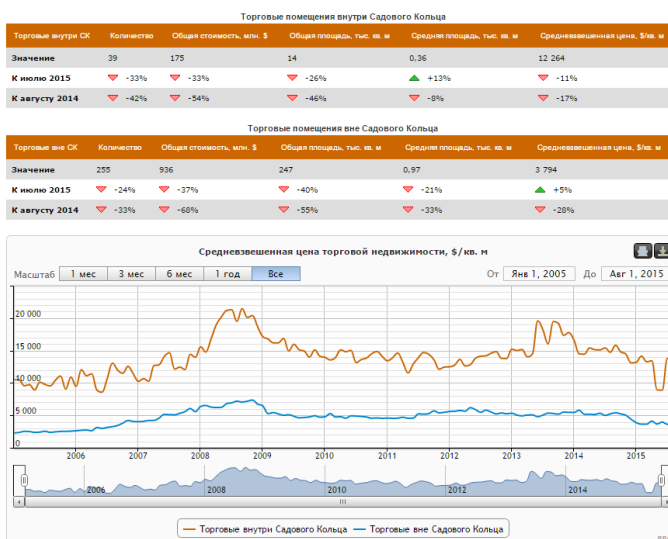 Торговые помещения внутри Садового Кольца
Торговые внутри СК Количество Общая стоимость, млн. $ Общая площадь, тыс. кв. м Средняя площадь, тыс. кв. м Средневзвешенная цена, $/кв. м
Значение 39 175 14 0,36 12 264
К июлю 2015 -33% -33% -26% +13% -11%
К августу 2014 -42% -54% -46% -8% -17%
Торговые помещения вне Садового Кольца
Торговые вне СК Количество Общая стоимость, млн. $ Общая площадь, тыс. кв. м Средняя площадь, тыс. кв. м Средневзвешенная цена, $/кв. м
Значение 255 936 247 0,97 3 794
К июлю 2015 -24% -37% -40% -21% +5%
К августу 2014 -33% -68% -55% -33% -28%
Средневзвешенная цена торговой недвижимости, $/кв. м
Масштаб 1 мес 3 мес 6 мес 1 год Все От Янв 1, 2005 До Авг 1, 2015
20 000
15 000
10 000
5 000
0
2006 2007 2008 2009 2010 2011 2012 2013 2014 2015
2006 2008 2010 2012 2014
Торговые внутри Садового Кольца Торговые вне Садового Кольца